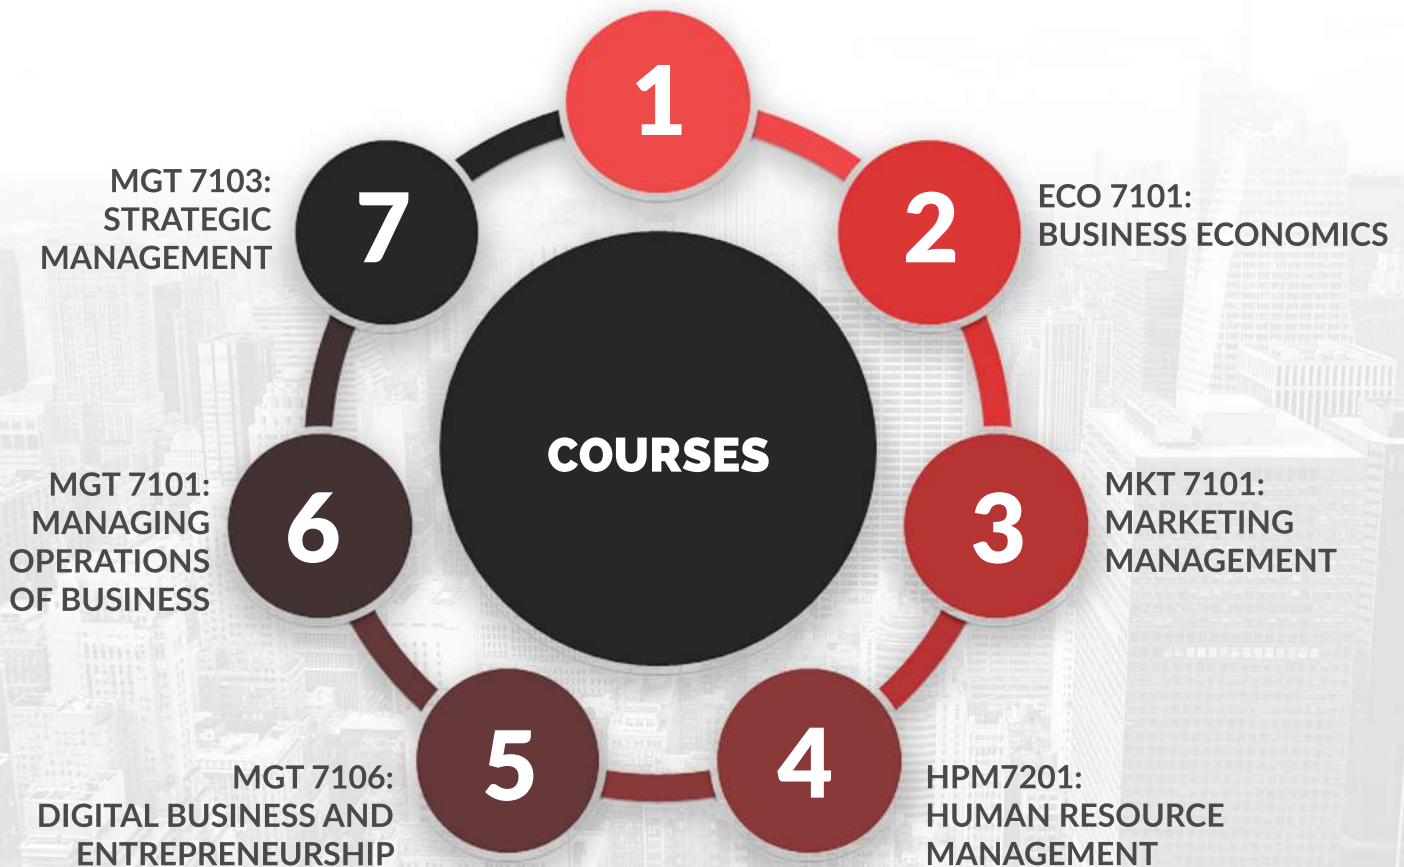 1
2
ECO 7101:
BUSINESS ECONOMICS
3
MKT 7101:
MARKETING
MANAGEMENT
4
HPM7201:
HUMAN RESOURCE
MANAGEMENT
5
MGT 7106:
DIGITAL BUSINESS AND
ENTREPRENEURSHIP
6
MGT 7101:
MANAGING
OPERATIONS
OF BUSINESS
7
MGT 7103:
STRATEGIC
MANAGEMENT
COURSES